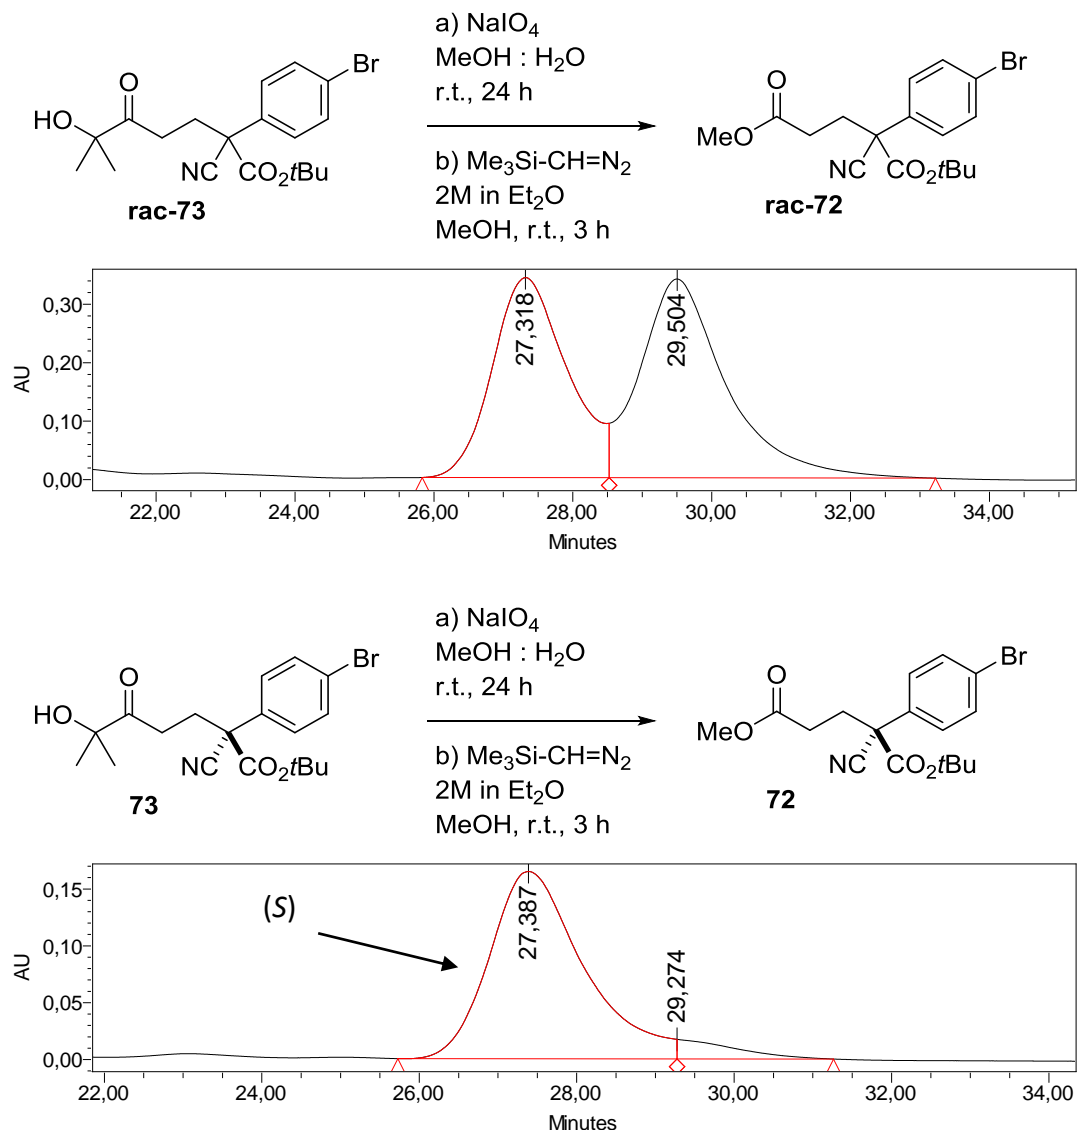 a) NaIO4
MeOH : H2O
r.t., 24 h
b) Me3Si-CH=N2
2M in Et2O
MeOH, r.t., 3 h
HO
O
NC
CO2tBu
Br
rac-73
O
MeO
NC
CO2tBu
Br
rac-72
AU
0,30
0,20
0,10
0,00
27,318
29,504
22,00 24,00 26,00 28,00 30,00 32,00 34,00
Minutes
a) NaIO4
MeOH : H2O
r.t., 24 h
b) Me3Si-CH=N2
2M in Et2O
MeOH, r.t., 3 h
HO
O
NC
CO2tBu
Br
73
O
MeO
NC
CO2tBu
Br
72
AU
0,15
0,10
0,05
0,00
(S)
27,387
29,274
22,00 24,00 26,00 28,00 30,00 32,00 34,00
Minutes